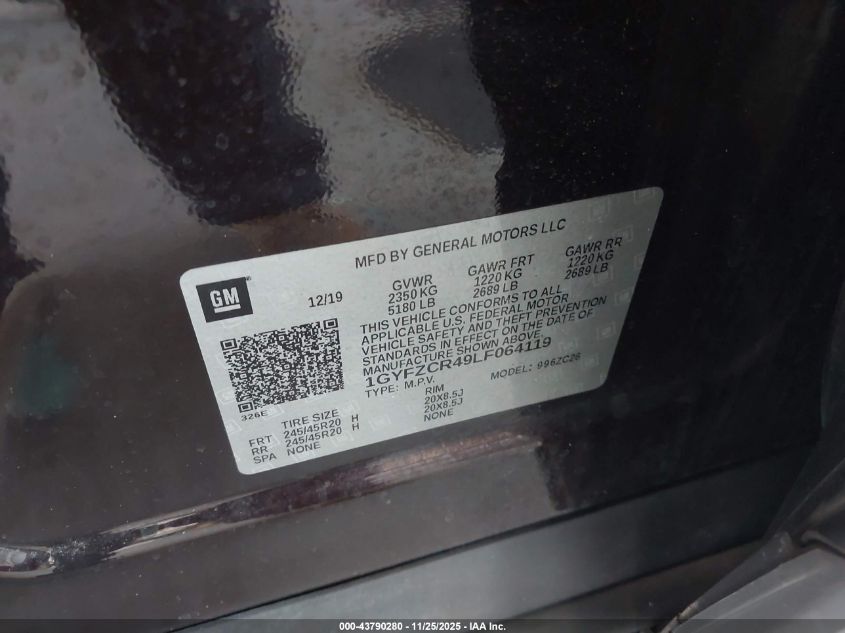 MFD BY GENERAL MOTORS LLC
GM
12/19
GVWR GAWR FRT GAWR RR
2350 KG 1220 KG 1220 KG
5180 LB 2689 LB 2689 LB
THIS VEHICLE CONFORMS TO ALL
APPLICABLE U.S. FEDERAL MOTOR
VEHICLE SAFETY AND THEFT PREVENTION
STANDARDS IN EFFECT ON THE DATE OF
MANUFACTURE SHOWN ABOVE.
1GYFZCR49LF064119
TYPE: M.P.V. MODEL: 996ZC26
326E
TIRE SIZE RIM
FRT 245/45R20 H 20X8.5J
RR 245/45R20 H 20X8.5J
SPA NONE NONE
000-43790280 - 11/25/2025 - IAA Inc.